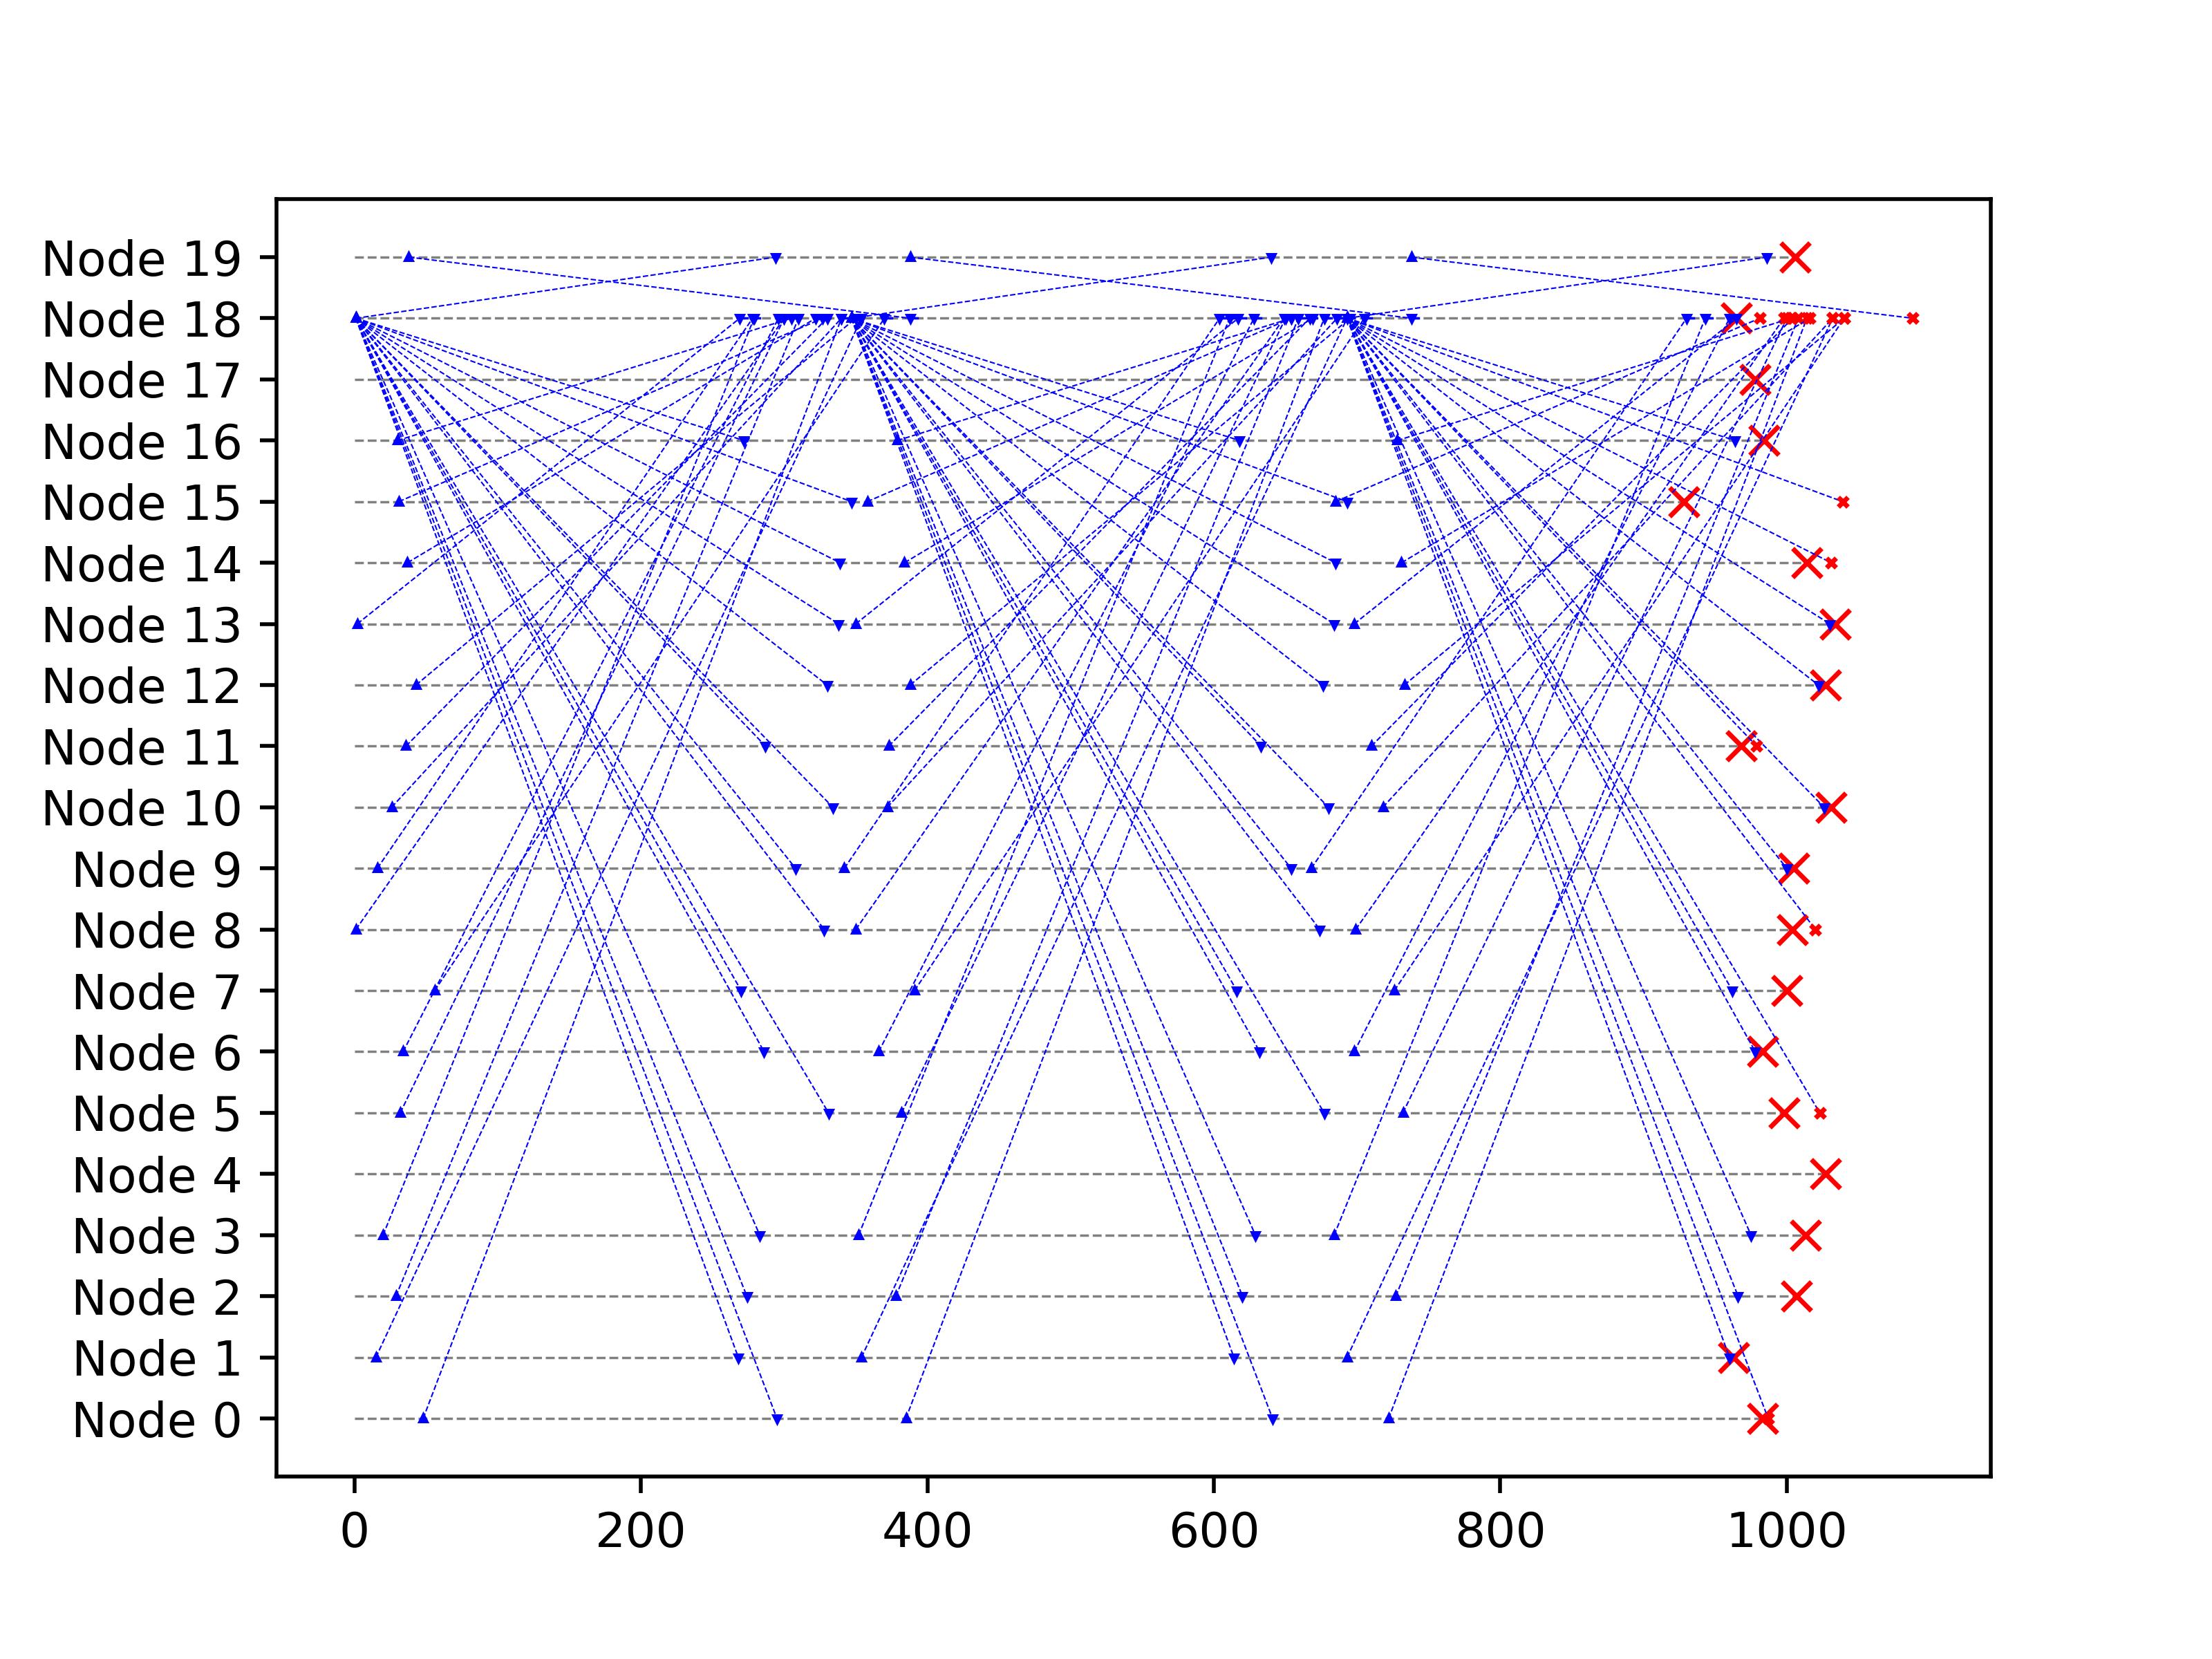 Node 19
Node 18
Node 17
Node 16
Node 15
Node 14
Node 13
Node 12
Node 11
Node 10
Node 9
Node 8
Node 7
Node 6
Node 5
Node 4
Node 3
Node 2
Node 1
Node 0
0 200 400 600 800 1000